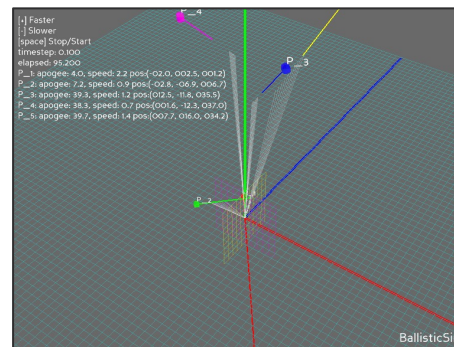 [+] Faster
[-] Slower
[space] Stop/Start
timestep: 0.100
elapsed: 95.200
P_1: apogee: 4.0, speed: 2.2 pos:(-02.0, 002.5, 001.2)
P_2: apogee: 7.2, speed: 0.9 pos:(-02.8, -06.9, 006.7)
P_3: apogee: 39.3, speed: 1.2 pos:(012.5, -11.8, 035.5)
P_4: apogee: 38.3, speed: 0.7 pos:(001.6, -12.3, 037.0)
P_5: apogee: 39.7, speed: 1.4 pos:(007.7, 016.0, 034.2)
P_4
P_3
P_2
BallisticSi